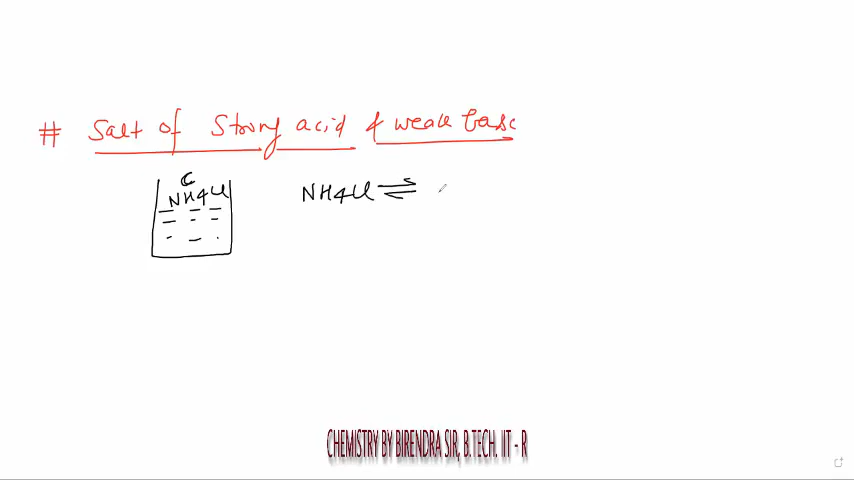 # Salt of Strong acid & weak base
C
NH4Cl
NH4Cl ⇌
CHEMISTRY BY BIRENDRA SIR, B.TECH. IIT - R